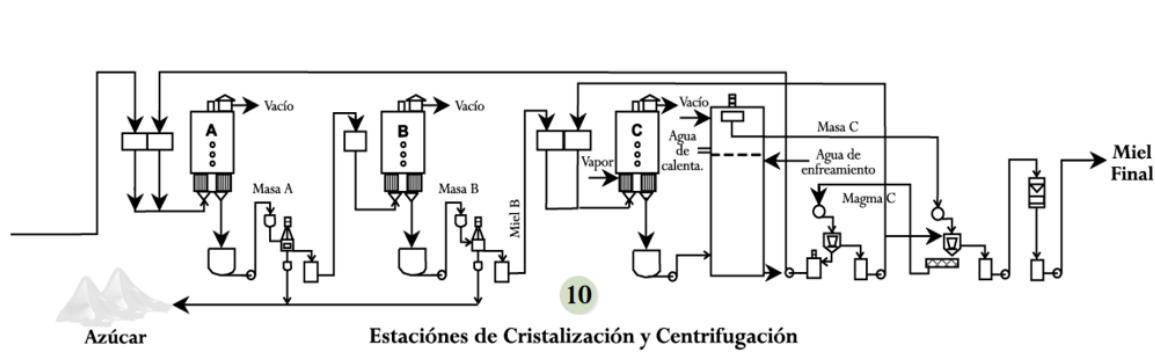 A
Vacío
Masa A
B
Vacío
Masa B
Miel B
C
Vacío
Agua
de
calenta.
Vapor
Masa C
Agua de
enfreamiento
Magma C
Miel
Final
Azúcar
10
Estaciónes de Cristalización y Centrifugación